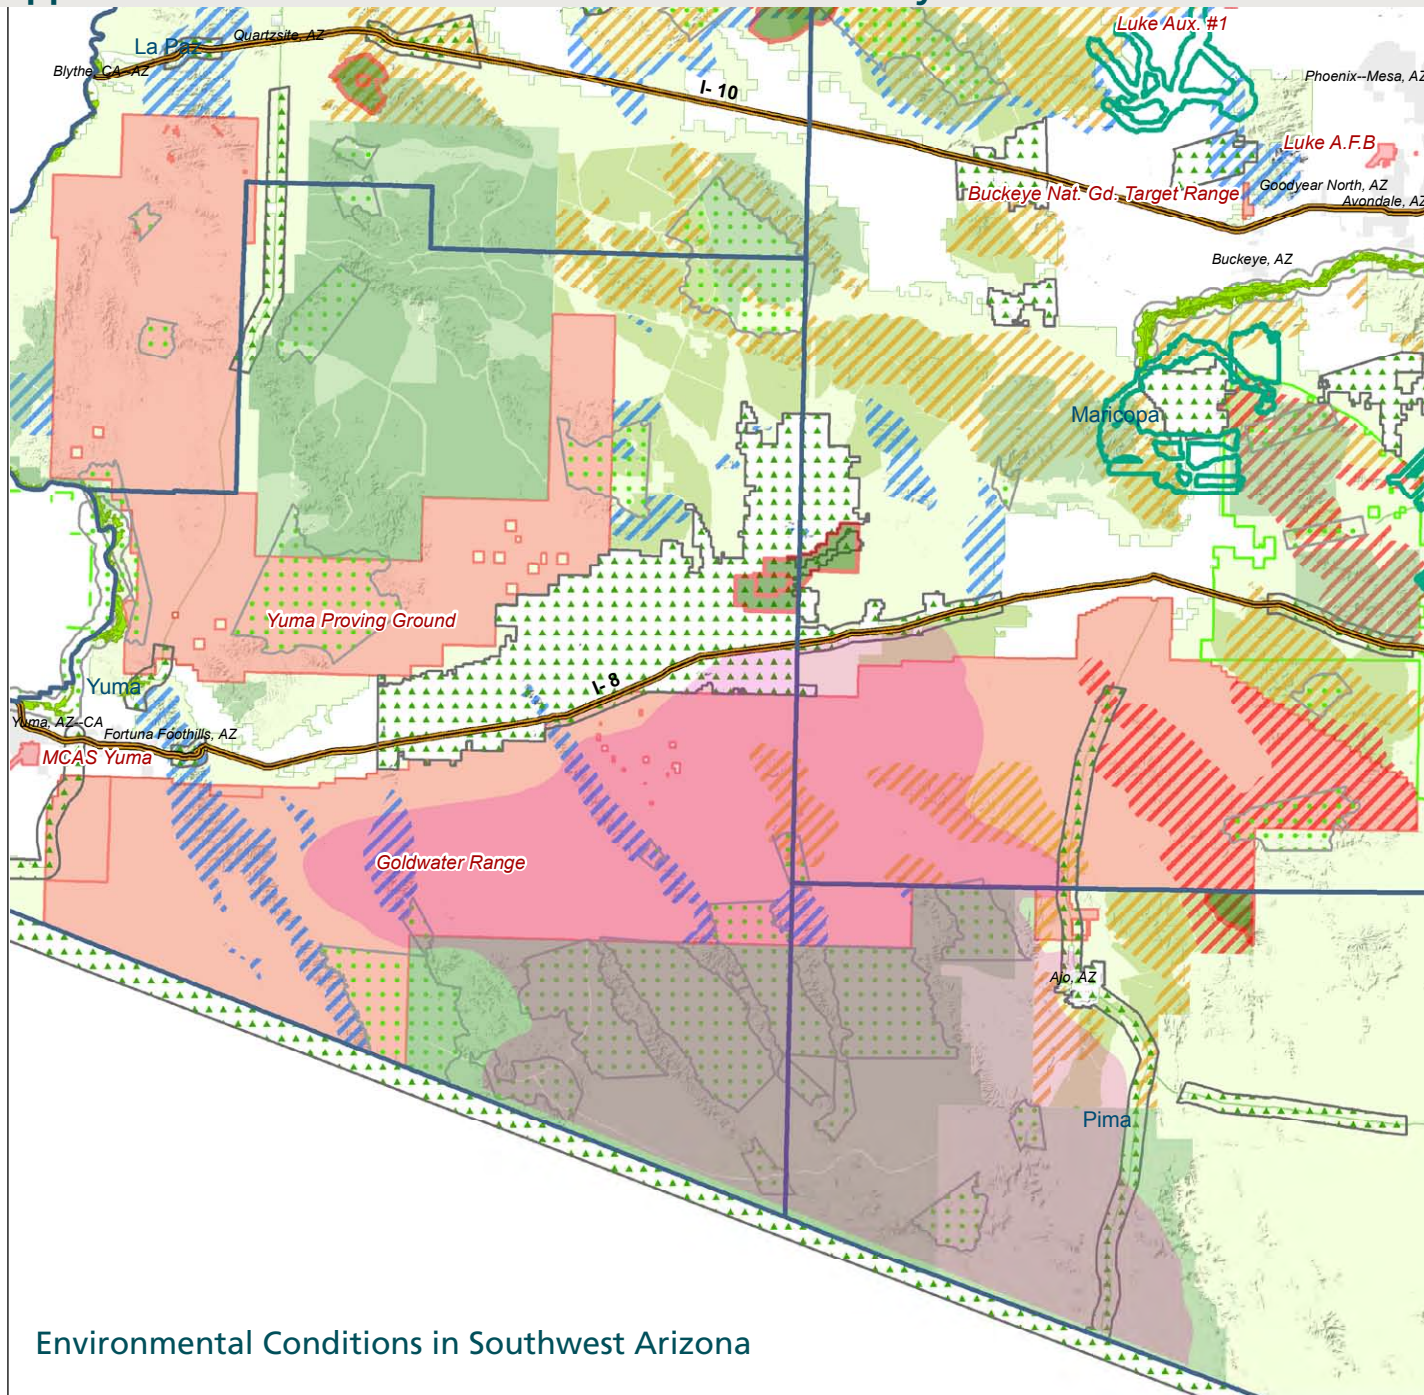 Luke Aux. #1
La Paz
Quartzsite, AZ
Blythe, CA--AZ
Phoenix--Mesa, AZ
I- 10
Luke A.F.B
Buckeye Nat. Gd. Target Range
Goodyear North, AZ
Avondale, AZ
Buckeye, AZ
Maricopa
Yuma Proving Ground
Yuma
I- 8
Yuma, AZ--CA
Fortuna Foothills, AZ
MCAS Yuma
Goldwater Range
Ajo, AZ
Pima
Environmental Conditions in Southwest Arizona